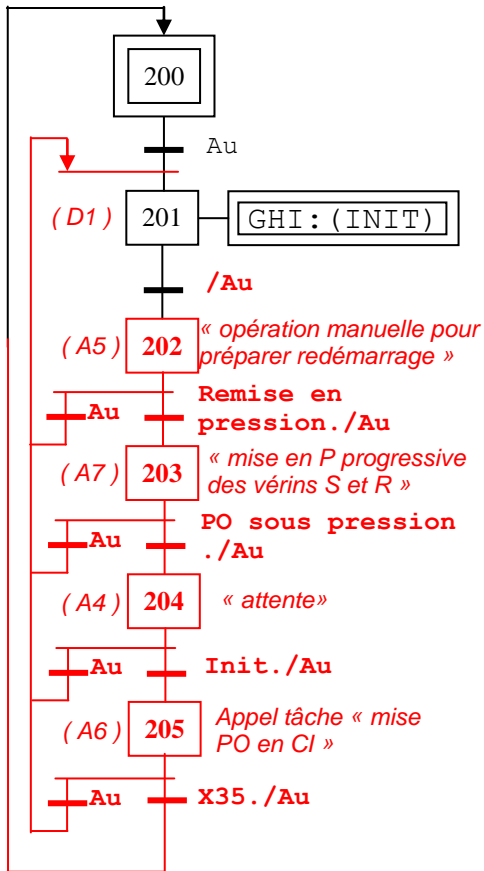 200
Au
( D1 ) 201 GHI:(INIT)
/Au
( A5 ) 202 « opération manuelle pour
préparer redémarrage »
Au Remise en
pression./Au
( A7 ) 203 « mise en P progressive
des vérins S et R »
Au PO sous pression
./Au
( A4 ) 204 « attente»
Au Init./Au
( A6 ) 205 Appel tâche « mise
PO en CI »
Au X35./Au